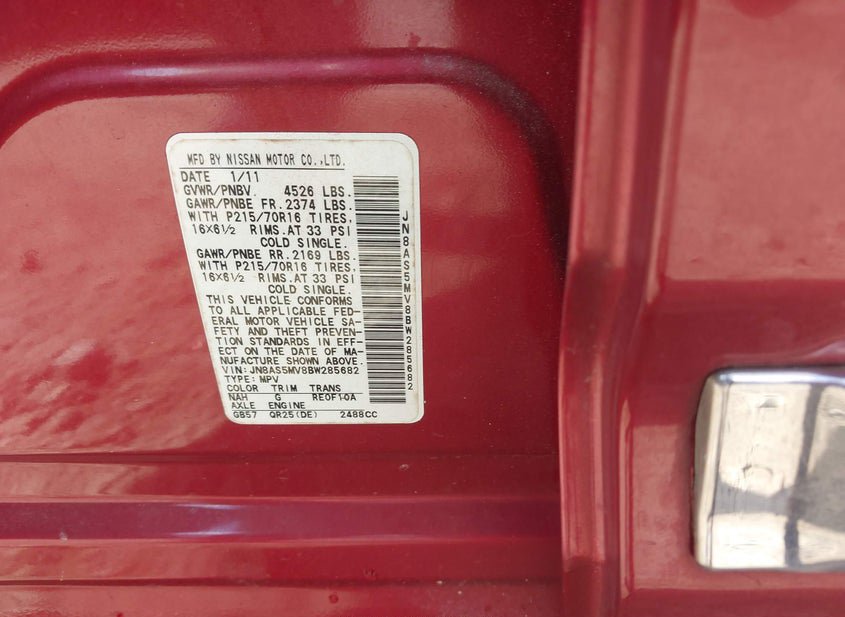 MFD BY NISSAN MOTOR CO.,LTD.
DATE 1/11
GVWR/PNBV. 4526 LBS.
GAWR/PNBE FR.2374 LBS.
WITH P215/70R16 TIRES,
16X6½ RIMS.AT 33 PSI
COLD SINGLE.
GAWR/PNBE RR.2169 LBS.
WITH P215/70R16 TIRES,
16X6½ RIMS.AT 33 PSI
COLD SINGLE.
THIS VEHICLE CONFORMS
TO ALL APPLICABLE FED-
ERAL MOTOR VEHICLE SA-
FETY AND THEFT PREVEN-
TION STANDARDS IN EFF-
ECT ON THE DATE OF MA-
NUFACTURE SHOWN ABOVE.
VIN:JN8AS5MV8BW285682
TYPE:MPV
COLOR TRIM TRANS
NAH G RE0F10A
AXLE ENGINE
GB57 QR25(DE) 2488CC
JN8AS5MV8BW285682